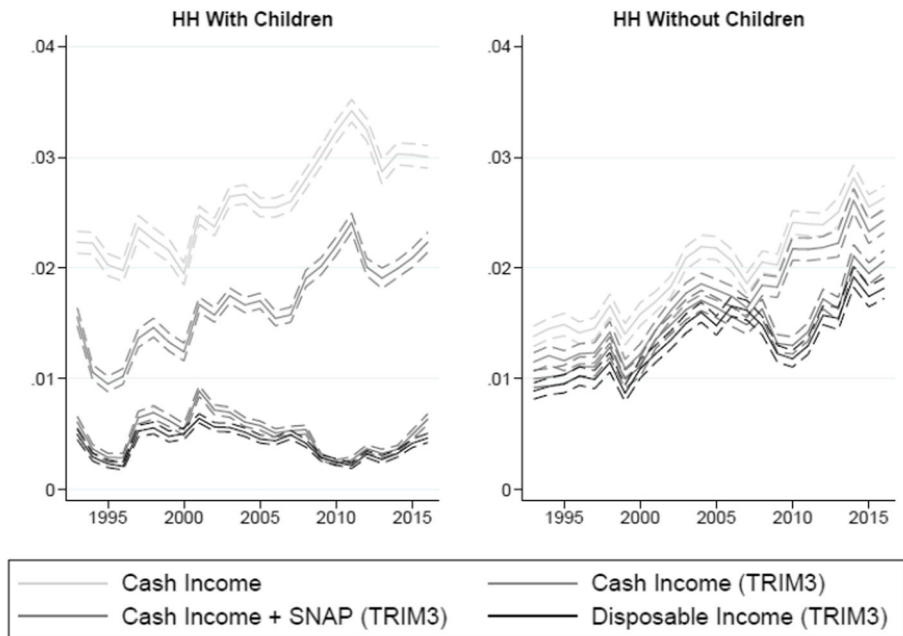 HH With Children
HH Without Children
.04
.03
.02
.01
0
1995 2000 2005 2010 2015
.04
.03
.02
.01
0
1995 2000 2005 2010 2015
Cash Income
Cash Income (TRIM3)
Cash Income + SNAP (TRIM3)
Disposable Income (TRIM3)